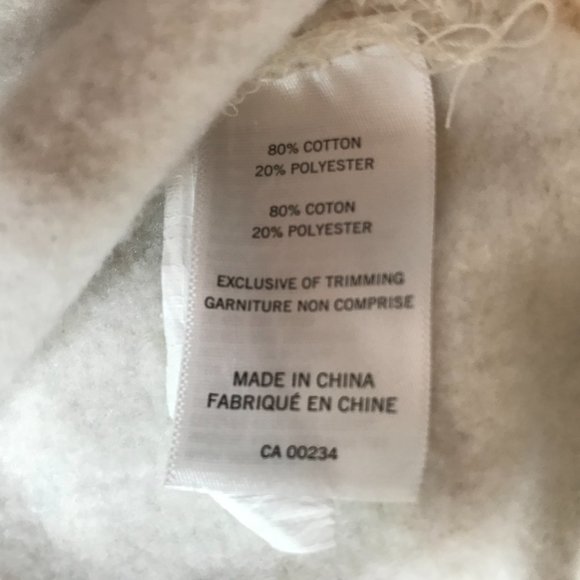 80% COTTON
20% POLYESTER
80% COTON
20% POLYESTER
EXCLUSIVE OF TRIMMING
GARNITURE NON COMPRISE
MADE IN CHINA
FABRIQUÉ EN CHINE
CA 00234